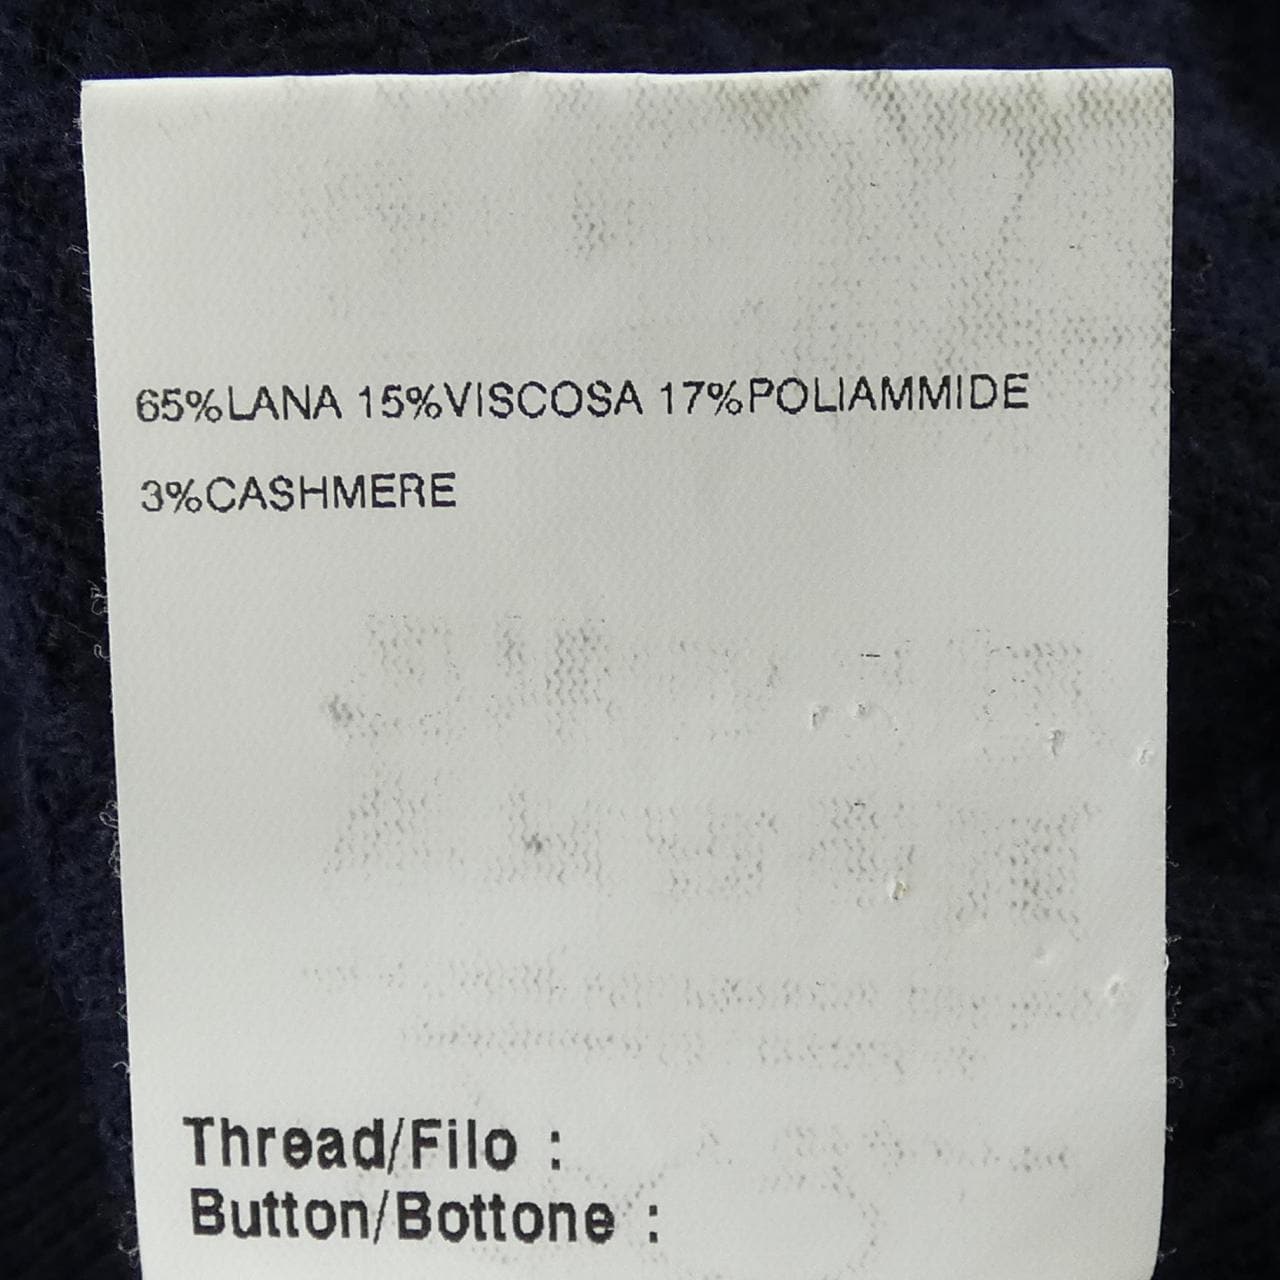 65%LANA 15%VISCOSA 17%POLIAMMIDE
3%CASHMERE
Thread/Filo :
Button/Bottone :